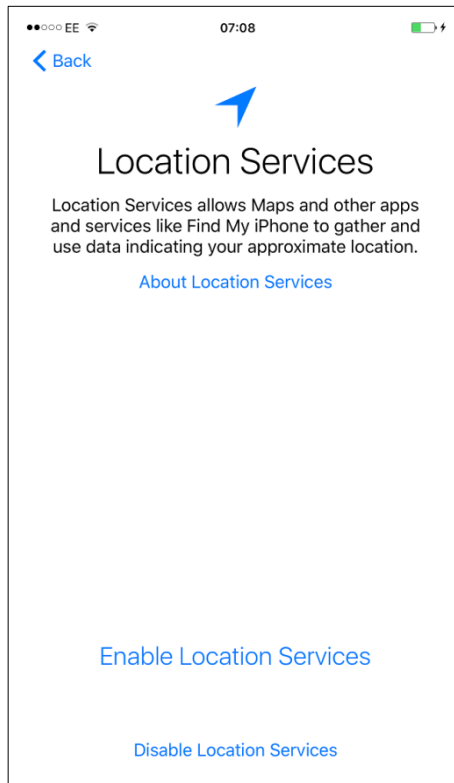 EE 07:08
Back
Location Services
Location Services allows Maps and other apps
and services like Find My iPhone to gather and
use data indicating your approximate location.
About Location Services
Enable Location Services
Disable Location Services